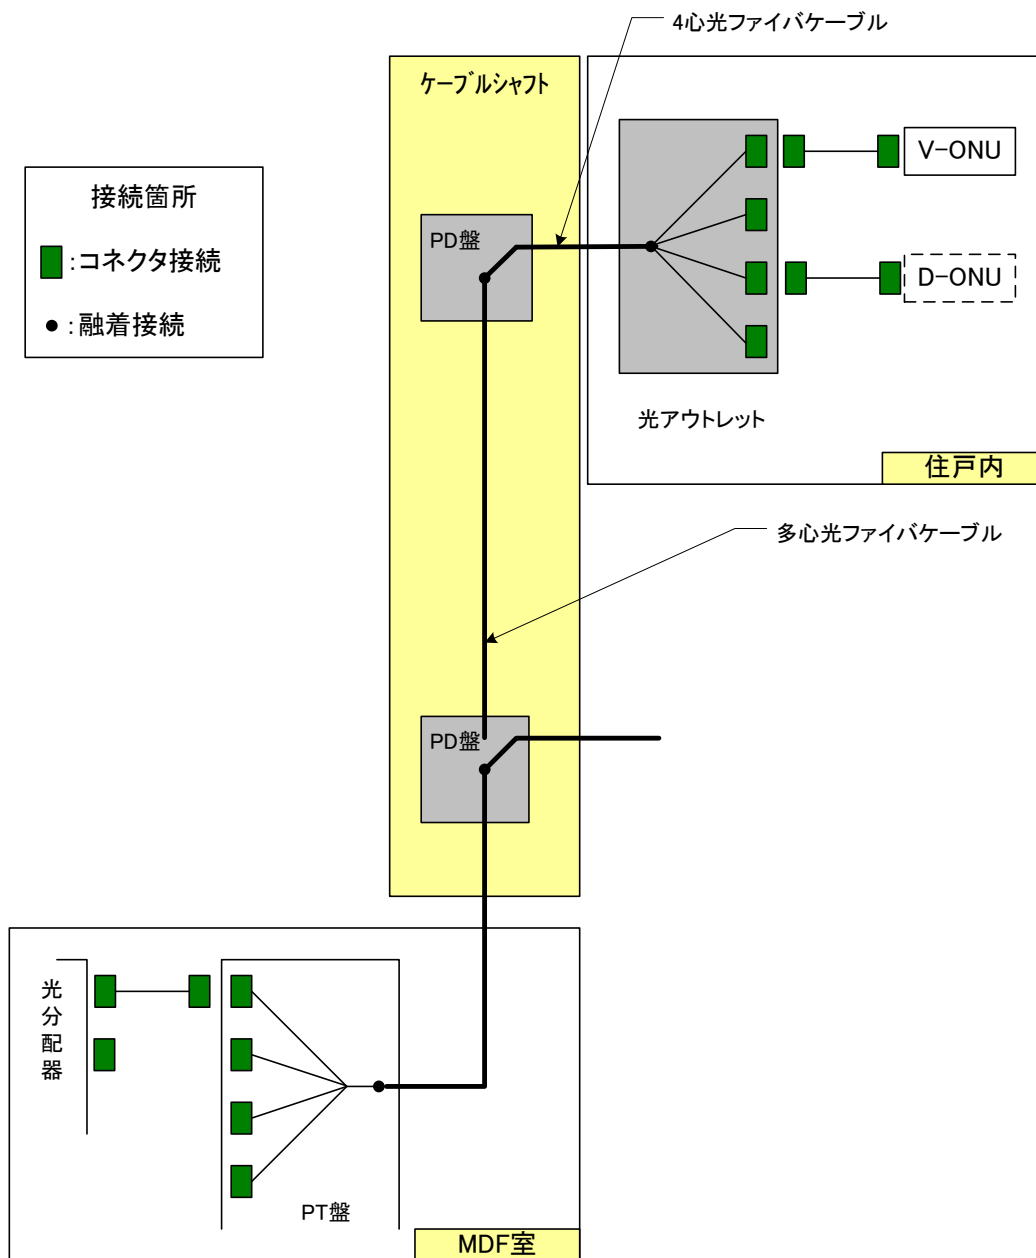 4心光ファイバケーブル
ケーブルシャフト
V-ONU
接続箇所
:コネクタ接続
:融着接続
PD盤
D-ONU
光アウトレット
住戸内
多心光ファイバケーブル
PD盤
光分配器
PT盤
MDF室